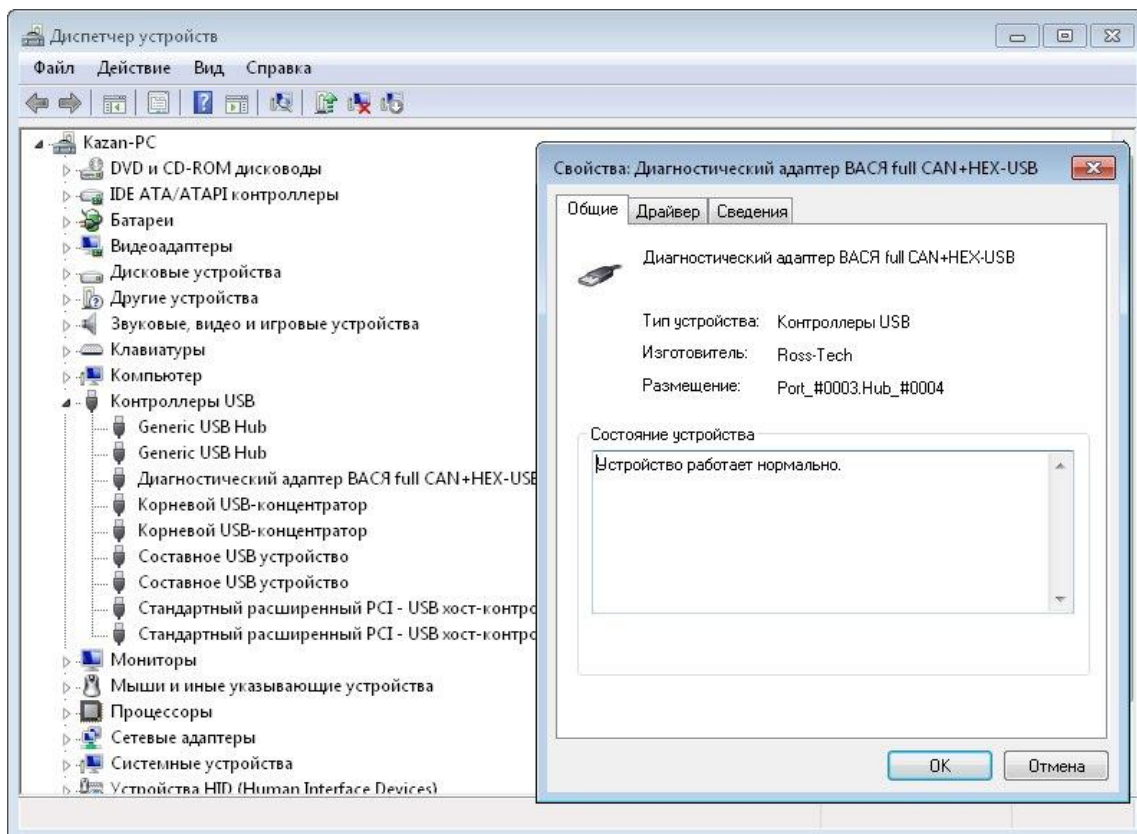 Диспетчер устройств
Файл Действие Вид Справка
Kazan-PC
DVD и CD-ROM дисководы
IDE ATA/ATAPI контроллеры
Батареи
Видеоадаптеры
Дисковые устройства
Другие устройства
Звуковые, видео и игровые устройства
Клавиатуры
Компьютер
Контроллеры USB
Generic USB Hub
Generic USB Hub
Диагностический адаптер ВАСЯ full CAN+HEX-USB
Корневой USB-концентратор
Корневой USB-концентратор
Составное USB устройство
Составное USB устройство
Стандартный расширенный PCI - USB хост-контро
Стандартный расширенный PCI - USB хост-контро
Мониторы
Мыши и иные указывающие устройства
Процессоры
Сетевые адаптеры
Системные устройства
Устройства HID (Human Interface Devices)
Свойства: Диагностический адаптер ВАСЯ full CAN+HEX-USB
Общие Драйвер Сведения
Диагностический адаптер ВАСЯ full CAN+HEX-USB
Тип устройства: Контроллеры USB
Изготовитель: Ross-Tech
Размещение: Port_#0003.Hub_#0004
Состояние устройства
Устройство работает нормально.
OK Отмена